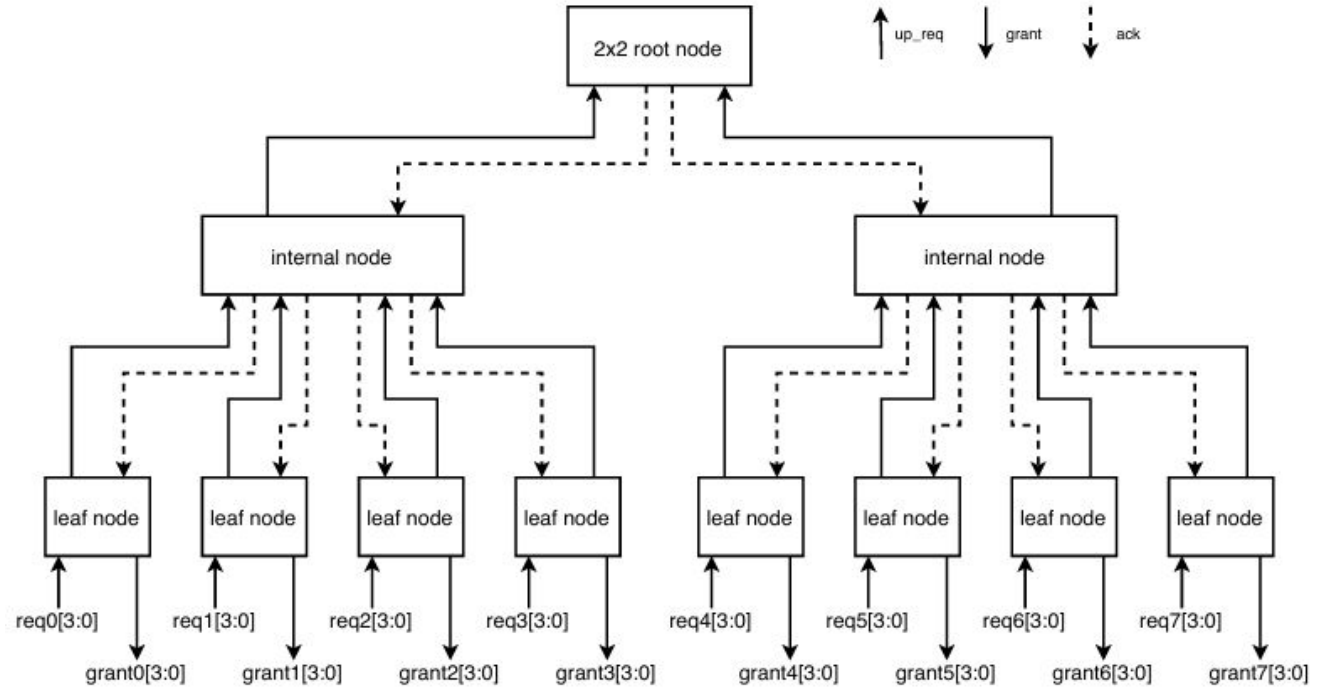 2x2 root node
up_req
grant
ack
internal node
internal node
leaf node
leaf node
leaf node
leaf node
leaf node
leaf node
leaf node
leaf node
req0[3:0]
req1[3:0]
req2[3:0]
req3[3:0]
req4[3:0]
req5[3:0]
req6[3:0]
req7[3:0]
grant0[3:0]
grant1[3:0]
grant2[3:0]
grant3[3:0]
grant4[3:0]
grant5[3:0]
grant6[3:0]
grant7[3:0]